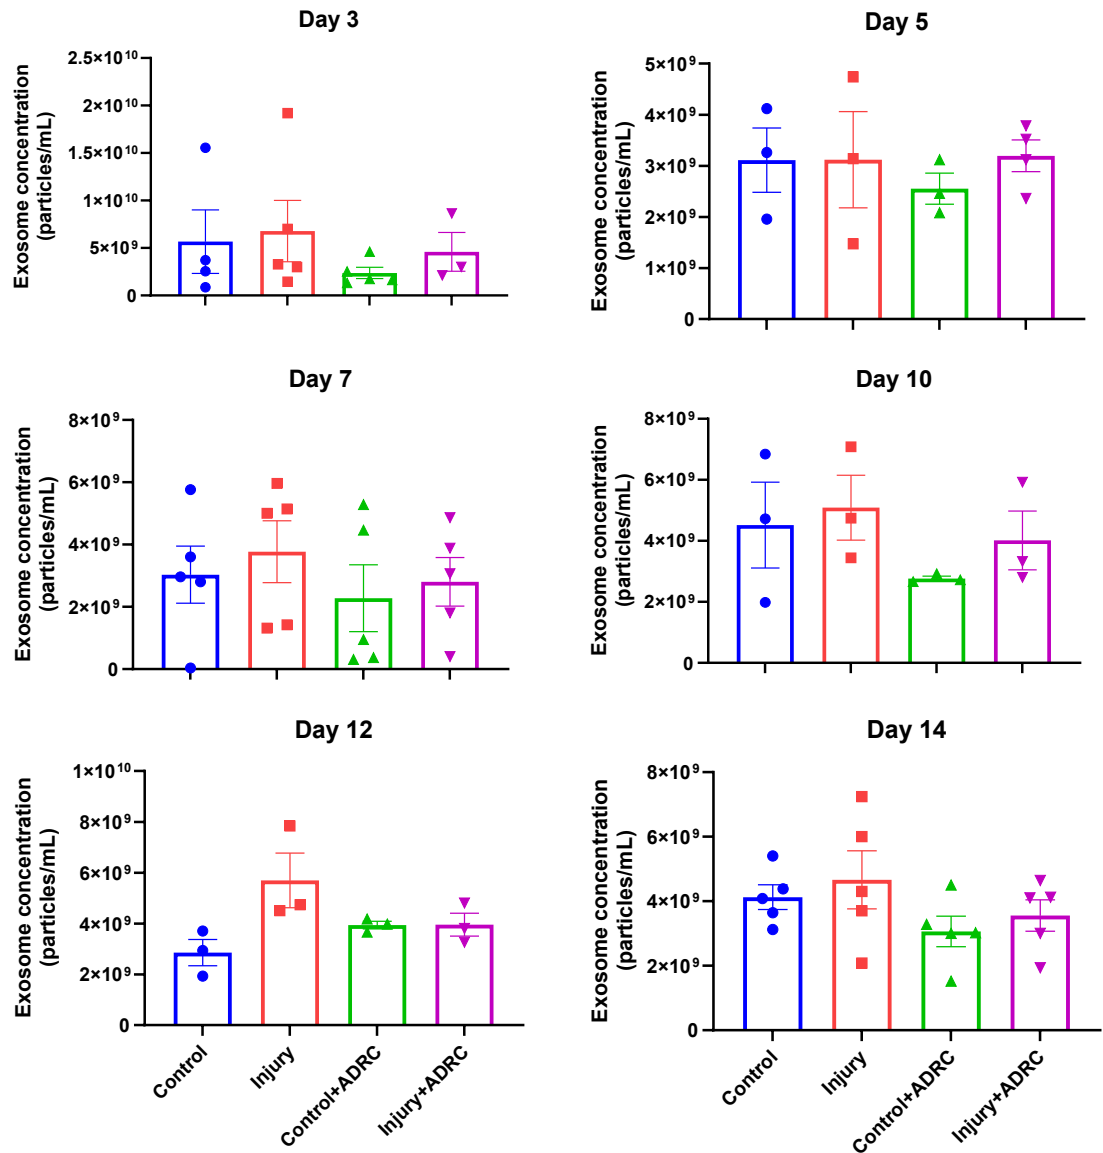 Day 3
Exosome concentration
(particles/mL)
2.5×10¹⁰
2×10¹⁰
1.5×10¹⁰
1×10¹⁰
5×10⁹
0
Day 5
Exosome concentration
(particles/mL)
5×10⁹
4×10⁹
3×10⁹
2×10⁹
1×10⁹
0
Day 7
Exosome concentration
(particles/mL)
8×10⁹
6×10⁹
4×10⁹
2×10⁹
0
Day 10
Exosome concentration
(particles/mL)
8×10⁹
6×10⁹
4×10⁹
2×10⁹
0
Day 12
Exosome concentration
(particles/mL)
1×10¹⁰
8×10⁹
6×10⁹
4×10⁹
2×10⁹
0
Control
Injury
Control+ADRC
Injury+ADRC
Day 14
Exosome concentration
(particles/mL)
8×10⁹
6×10⁹
4×10⁹
2×10⁹
0
Control
Injury
Control+ADRC
Injury+ADRC